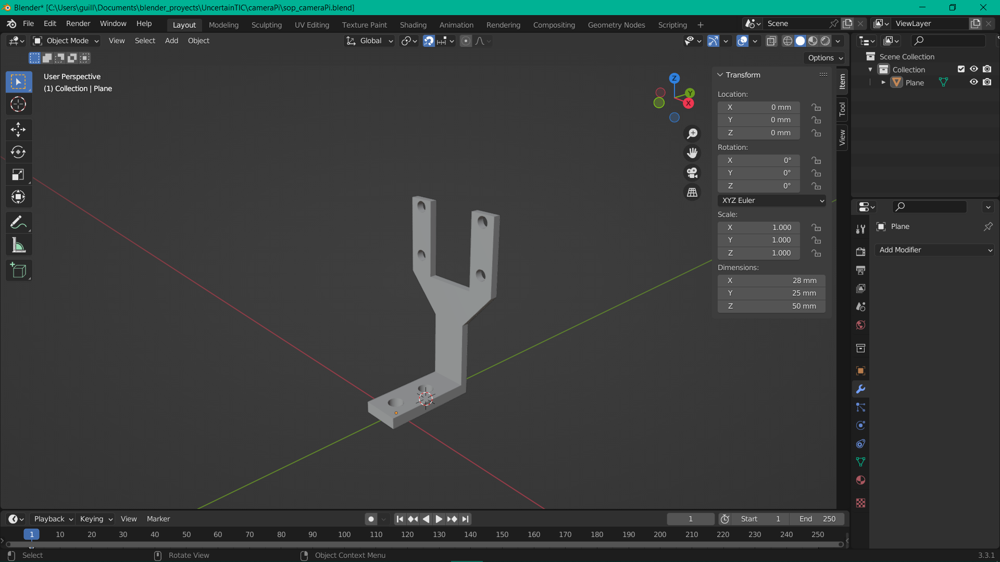 Blender* [C:\Users\guill\Documents\blender_proyects\UncertainTIC\cameraPi\sop_cameraPi.blend]
File Edit Render Window Help
Layout Modeling Sculpting UV Editing Texture Paint Shading Animation Rendering Compositing Geometry Nodes Scripting +
Scene
ViewLayer
Object Mode View Select Add Object
Global
Options
User Perspective
(1) Collection | Plane
Z
Y
X
Transform
Location:
X 0 mm
Y 0 mm
Z 0 mm
Rotation:
X 0°
Y 0°
Z 0°
XYZ Euler
Scale:
X 1.000
Y 1.000
Z 1.000
Dimensions:
X 28 mm
Y 25 mm
Z 50 mm
Item
Tool
View
Scene Collection
Collection
Plane
Plane
Add Modifier
Playback Keying View Marker
1
Start 1
End 250
1 10 20 30 40 50 60 70 80 90 100 110 120 130 140 150 160 170 180 190 200 210 220 230 240 250
Select
Rotate View
Object Context Menu
3.3.1